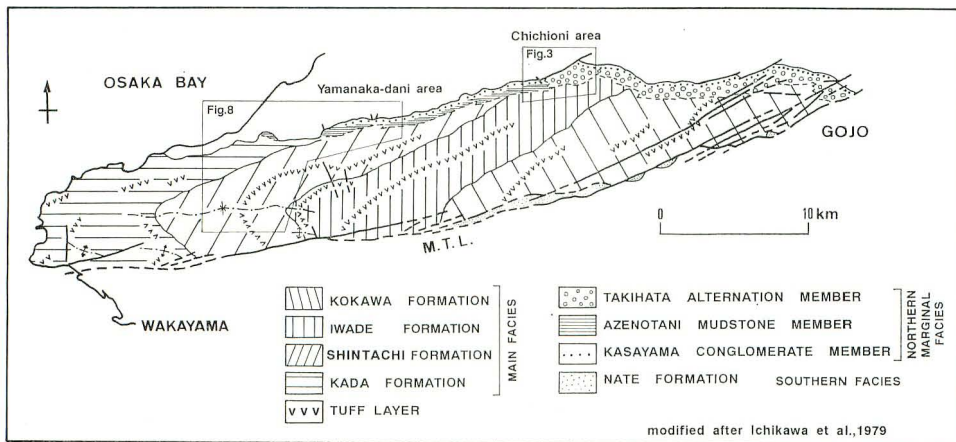 Chichioni area
Fig.3
OSAKA BAY
Yamanaka-dani area
Fig.8
GOJO
0 10 km
M.T.L.
WAKAYAMA
KOKAWA FORMATION
IWADE FORMATION
SHINTACHI FORMATION
KADA FORMATION
MAIN FACIES
v v v TUFF LAYER
TAKIHATA ALTERNATION MEMBER
AZENOTANI MUDSTONE MEMBER
KASAYAMA CONGLOMERATE MEMBER
NORTHERN
MARGINAL
FACIES
NATE FORMATION SOUTHERN FACIES
modified after Ichikawa et al.,1979